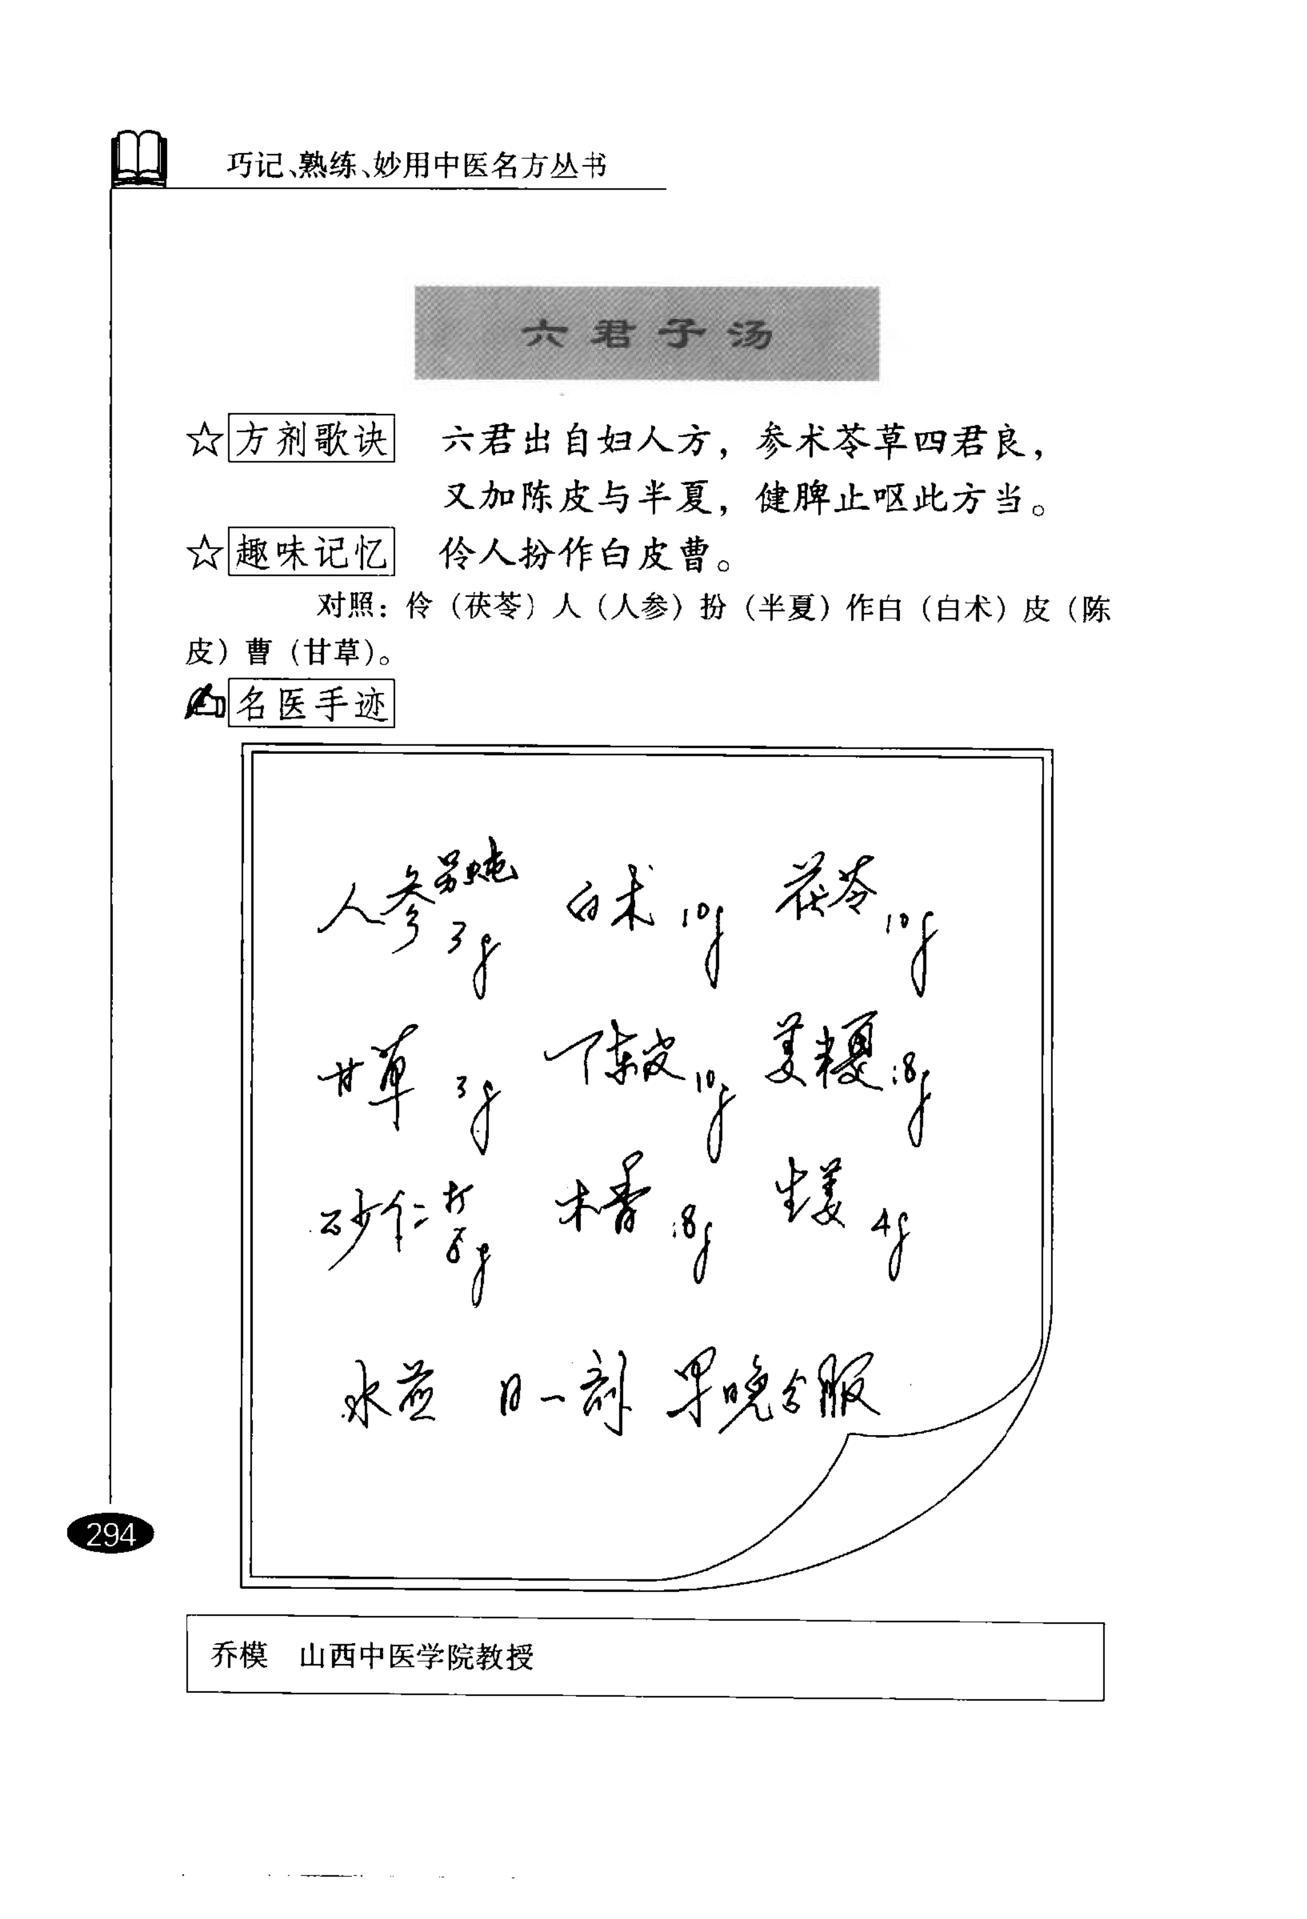 巧记、熟练、妙用中医名方丛书
六君子汤
☆方剂歌诀 六君出自妇人方，参术苓草四君良，
又加陈皮与半夏，健脾止呕此方当。
☆趣味记忆 伶人扮作白皮曹。
对照：伶（茯苓）人（人参）扮（半夏）作白（白术）皮（陈
皮）曹（甘草）。
名医手迹
人参 另炖 3g 白术 10g 茯苓 10g
甘草 3g 陈皮 10g 姜半夏 8g
砂仁 打 6g 木香 8g 生姜 4g
水煎 日一剂 早晚分服
294
乔模 山西中医学院教授